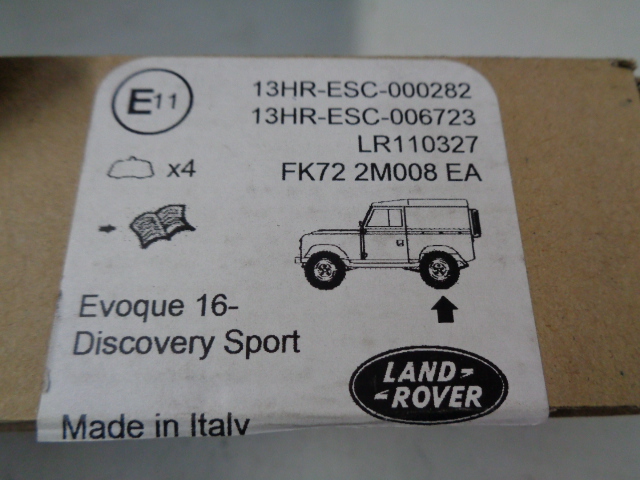 E11
13HR-ESC-000282
13HR-ESC-006723
LR110327
FK72 2M008 EA
x4
Evoque 16-
Discovery Sport
LAND
ROVER
Made in Italy